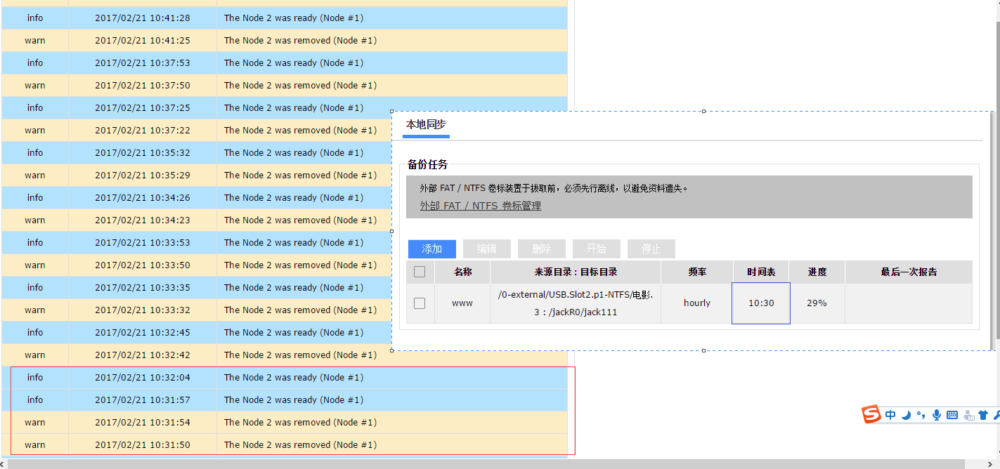 info 2017/02/21 10:41:28 The Node 2 was ready (Node #1)
warn 2017/02/21 10:41:25 The Node 2 was removed (Node #1)
info 2017/02/21 10:37:53 The Node 2 was ready (Node #1)
warn 2017/02/21 10:37:50 The Node 2 was removed (Node #1)
info 2017/02/21 10:37:25 The Node 2 was ready (Node #1)
warn 2017/02/21 10:37:22 The Node 2 was removed (Node #1)
info 2017/02/21 10:35:32 The Node 2 was ready (Node #1)
warn 2017/02/21 10:35:29 The Node 2 was removed (Node #1)
info 2017/02/21 10:34:26 The Node 2 was ready (Node #1)
warn 2017/02/21 10:34:23 The Node 2 was removed (Node #1)
info 2017/02/21 10:33:53 The Node 2 was ready (Node #1)
warn 2017/02/21 10:33:50 The Node 2 was removed (Node #1)
info 2017/02/21 10:33:35 The Node 2 was ready (Node #1)
warn 2017/02/21 10:33:32 The Node 2 was removed (Node #1)
info 2017/02/21 10:32:45 The Node 2 was ready (Node #1)
warn 2017/02/21 10:32:42 The Node 2 was removed (Node #1)
info 2017/02/21 10:32:04 The Node 2 was ready (Node #1)
info 2017/02/21 10:31:57 The Node 2 was ready (Node #1)
warn 2017/02/21 10:31:54 The Node 2 was removed (Node #1)
warn 2017/02/21 10:31:50 The Node 2 was removed (Node #1)
本地同步
备份任务
外部 FAT / NTFS 卷标装置于拔取前，必须先行离线，以避免资料遗失。
外部 FAT / NTFS 卷标管理
添加 编辑 删除 开始 停止
名称 来源目录 : 目标目录 频率 时间表 进度 最后一次报告
www /0-external/USB.Slot2.p1-NTFS/电影.
3 : /jackR0/jack111 hourly 10:30 29%
S 中